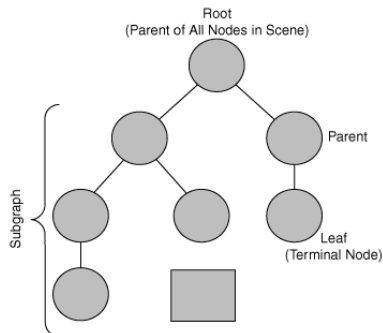 Root
(Parent of All Nodes in Scene)
Parent
Subgraph
Leaf
(Terminal Node)